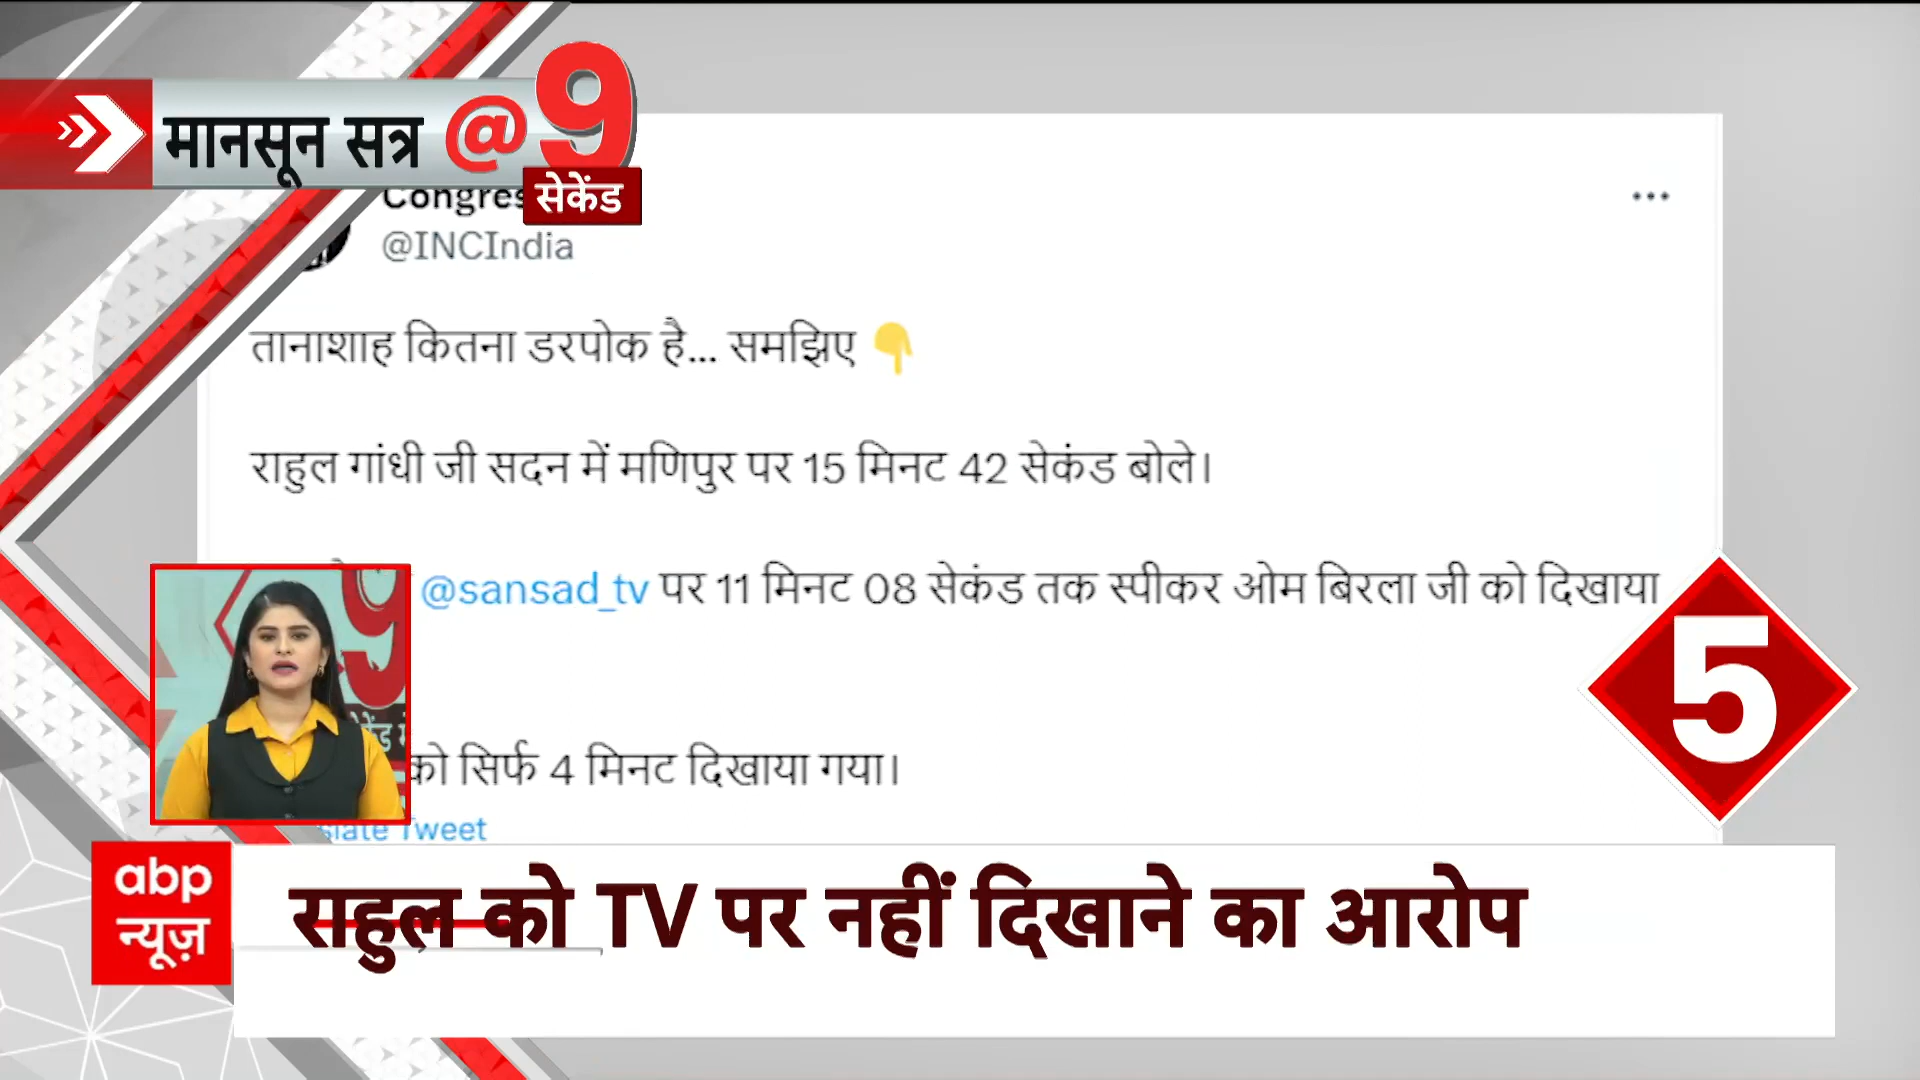 मानसून सत्र @9
सेकेंड
@INCIndia
तानाशाह कितना डरपोक है... समझिए 👇
राहुल गांधी जी सदन में मणिपुर पर 15 मिनट 42 सेकंड बोले।
@sansad_tv पर 11 मिनट 08 सेकंड तक स्पीकर ओम बिरला जी को दिखाया
5
को सिर्फ 4 मिनट दिखाया गया।
Tweet
abp
न्यूज़
राहुल को TV पर नहीं दिखाने का आरोप